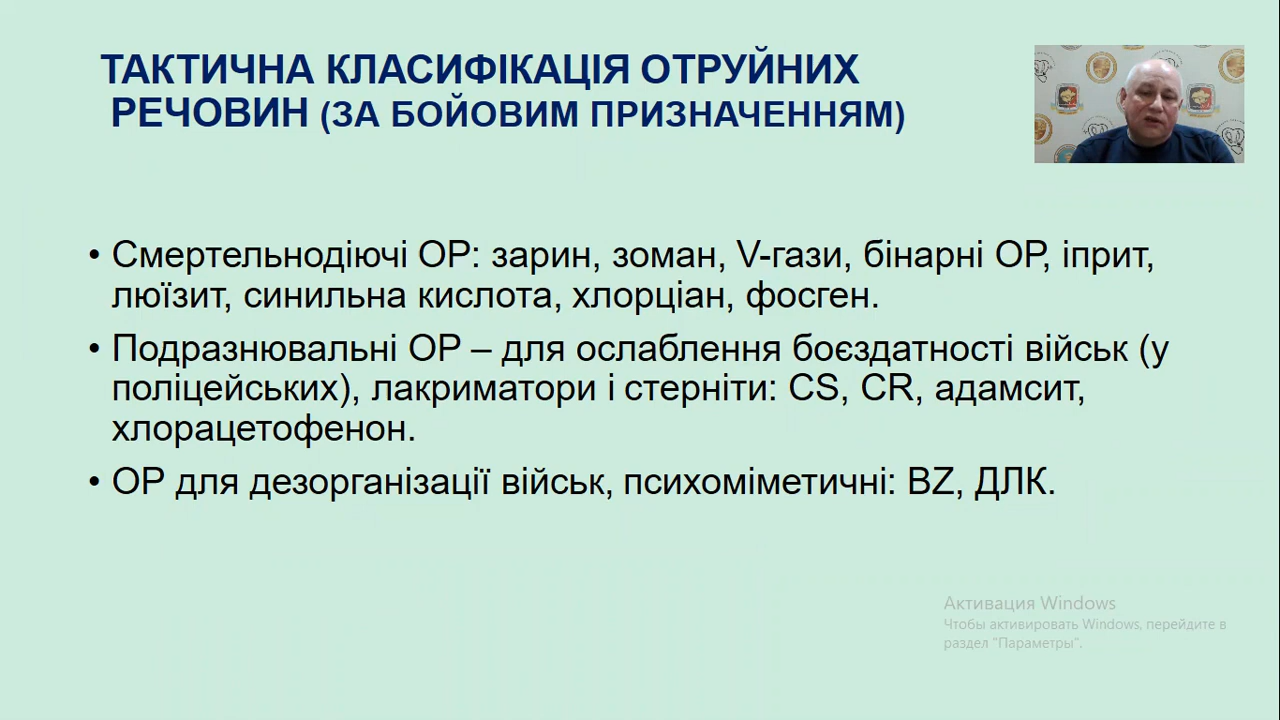 ТАКТИЧНА КЛАСИФІКАЦІЯ ОТРУЙНИХ
РЕЧОВИН (ЗА БОЙОВИМ ПРИЗНАЧЕННЯМ)
• Смертельнодіючі ОР: зарин, зоман, V-гази, бінарні ОР, іприт,
люїзит, синильна кислота, хлорціан, фосген.
• Подразнювальні ОР – для ослаблення боєздатності військ (у
поліцейських), лакриматори і стерніти: CS, CR, адамсит,
хлорацетофенон.
• ОР для дезорганізації військ, психоміметичні: BZ, ДЛК.
Активация Windows
Чтобы активировать Windows, перейдите в
раздел "Параметры".